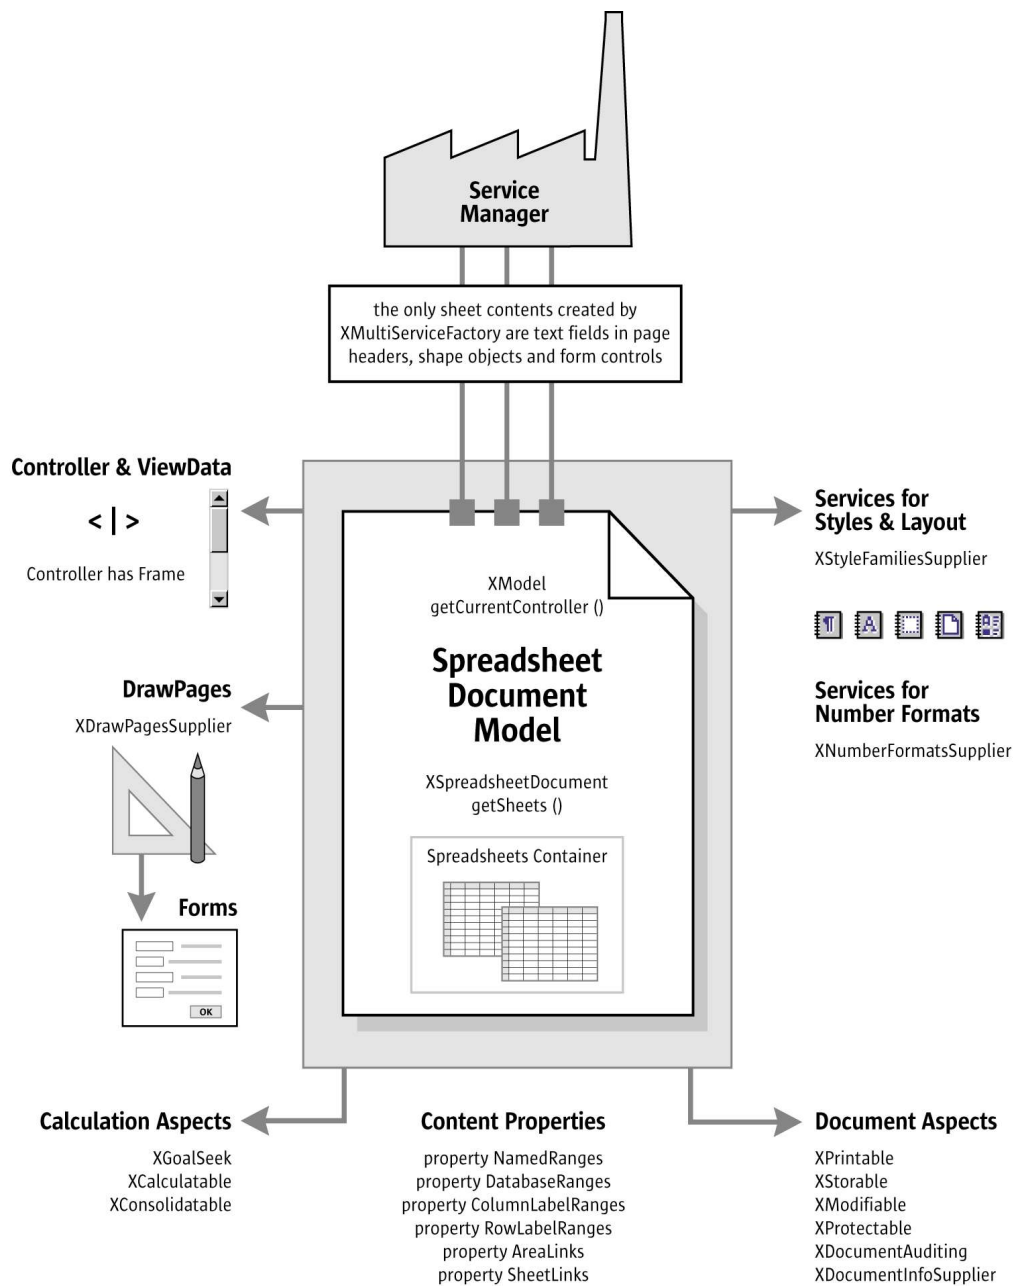 Service
Manager
the only sheet contents created by
XMultiServiceFactory are text fields in page
headers, shape objects and form controls
Controller & ViewData
< | >
Controller has Frame
Services for
Styles & Layout
XStyleFamiliesSupplier
¶ A A
XModel
getCurrentController ()
Spreadsheet
Document
Model
XSpreadsheetDocument
getSheets ()
Spreadsheets Container
DrawPages
XDrawPagesSupplier
Forms
OK
Services for
Number Formats
XNumberFormatsSupplier
Calculation Aspects
XGoalSeek
XCalculatable
XConsolidatable
Content Properties
property NamedRanges
property DatabaseRanges
property ColumnLabelRanges
property RowLabelRanges
property AreaLinks
property SheetLinks
Document Aspects
XPrintable
XStorable
XModifiable
XProtectable
XDocumentAuditing
XDocumentInfoSupplier